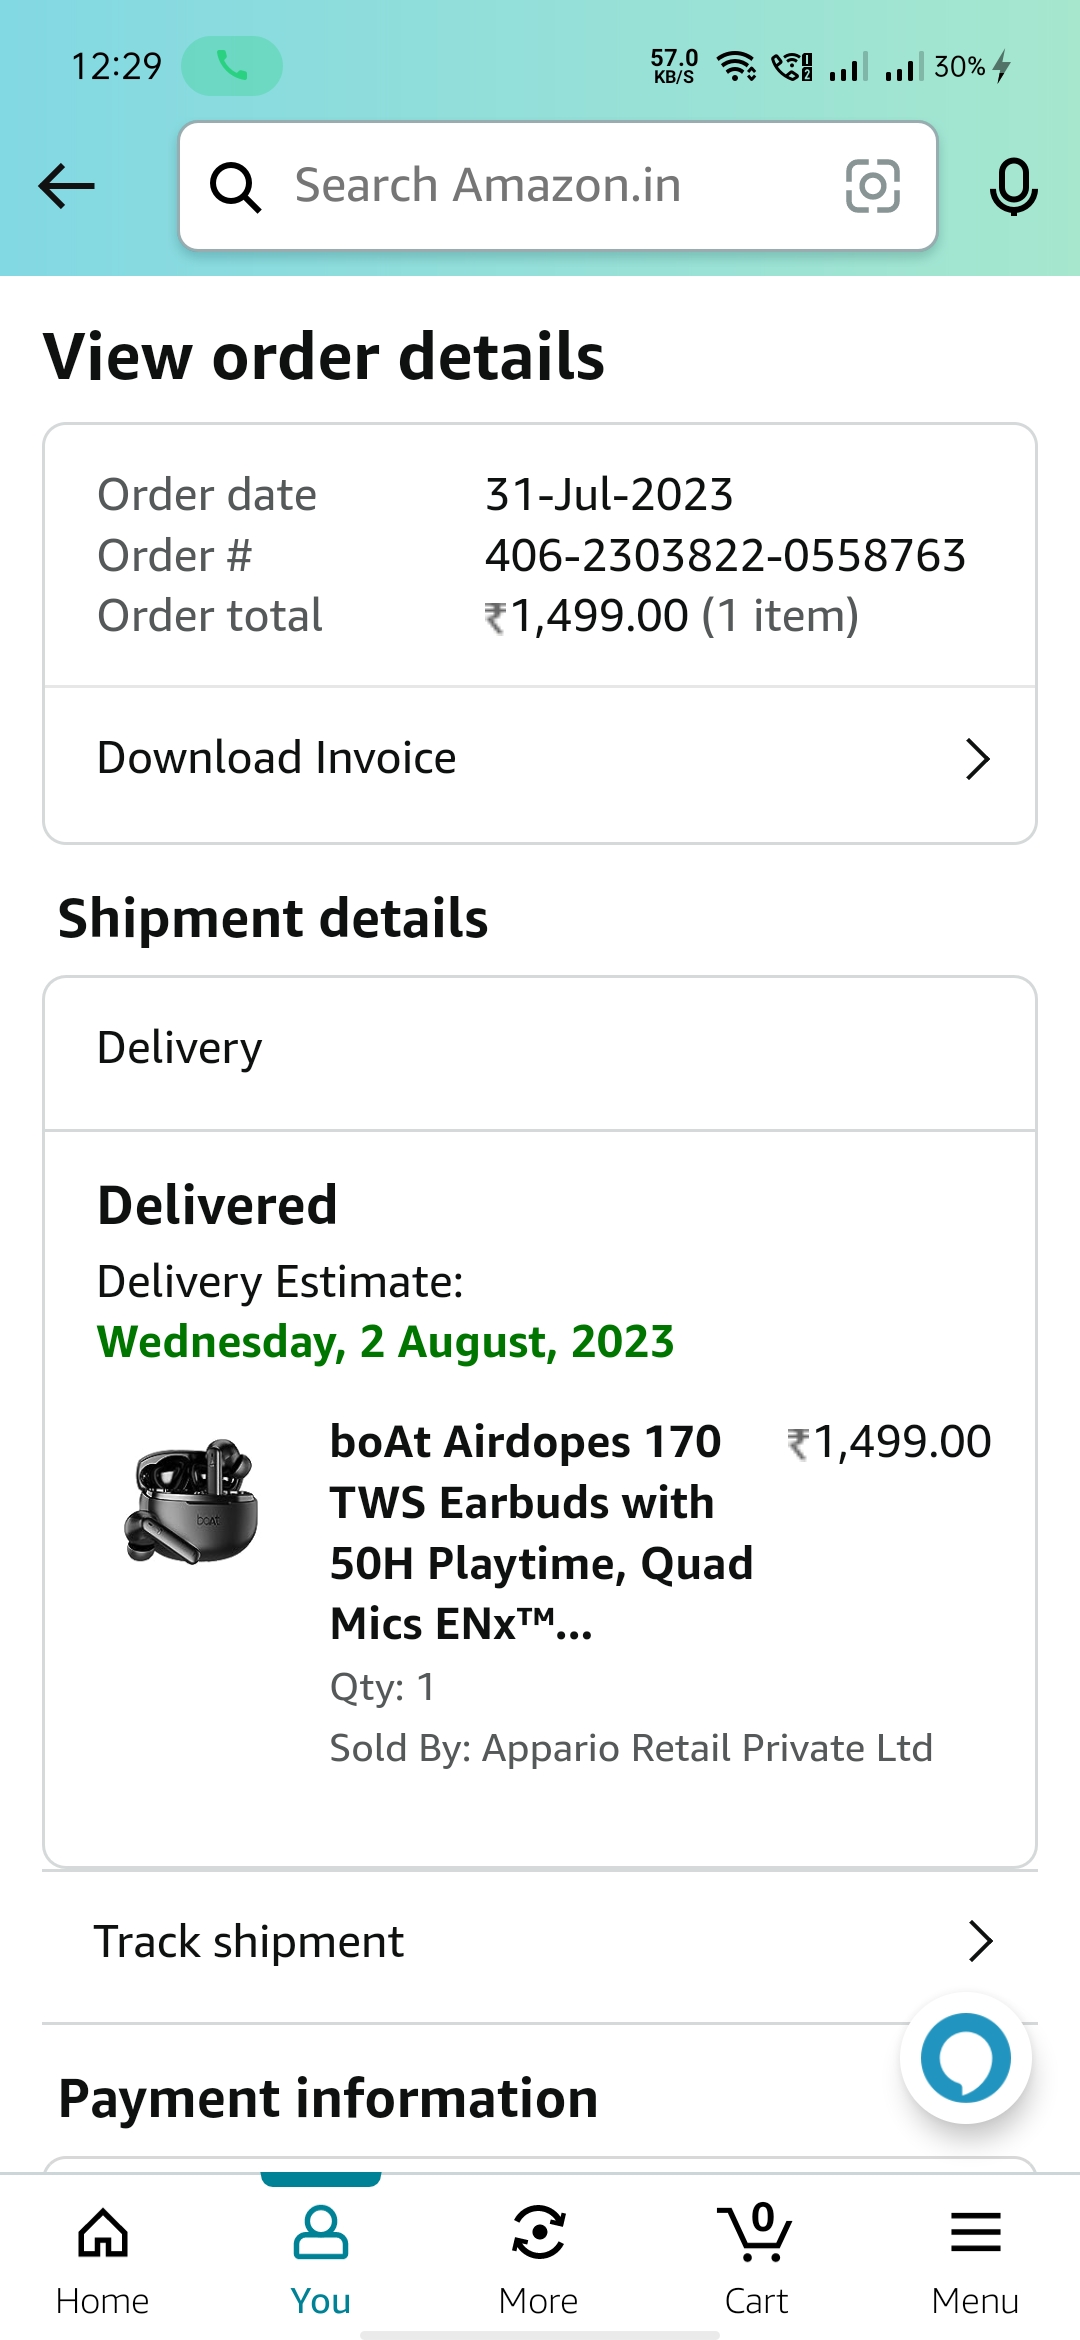 12:29
57.0
KB/S
30%
Search Amazon.in
View order details
Order date 31-Jul-2023
Order # 406-2303822-0558763
Order total ₹1,499.00 (1 item)
Download Invoice
Shipment details
Delivery
Delivered
Delivery Estimate:
Wednesday, 2 August, 2023
boAt Airdopes 170 ₹1,499.00
TWS Earbuds with
50H Playtime, Quad
Mics ENx™...
boAt
Qty: 1
Sold By: Appario Retail Private Ltd
Track shipment
Payment information
0
Home You More Cart Menu